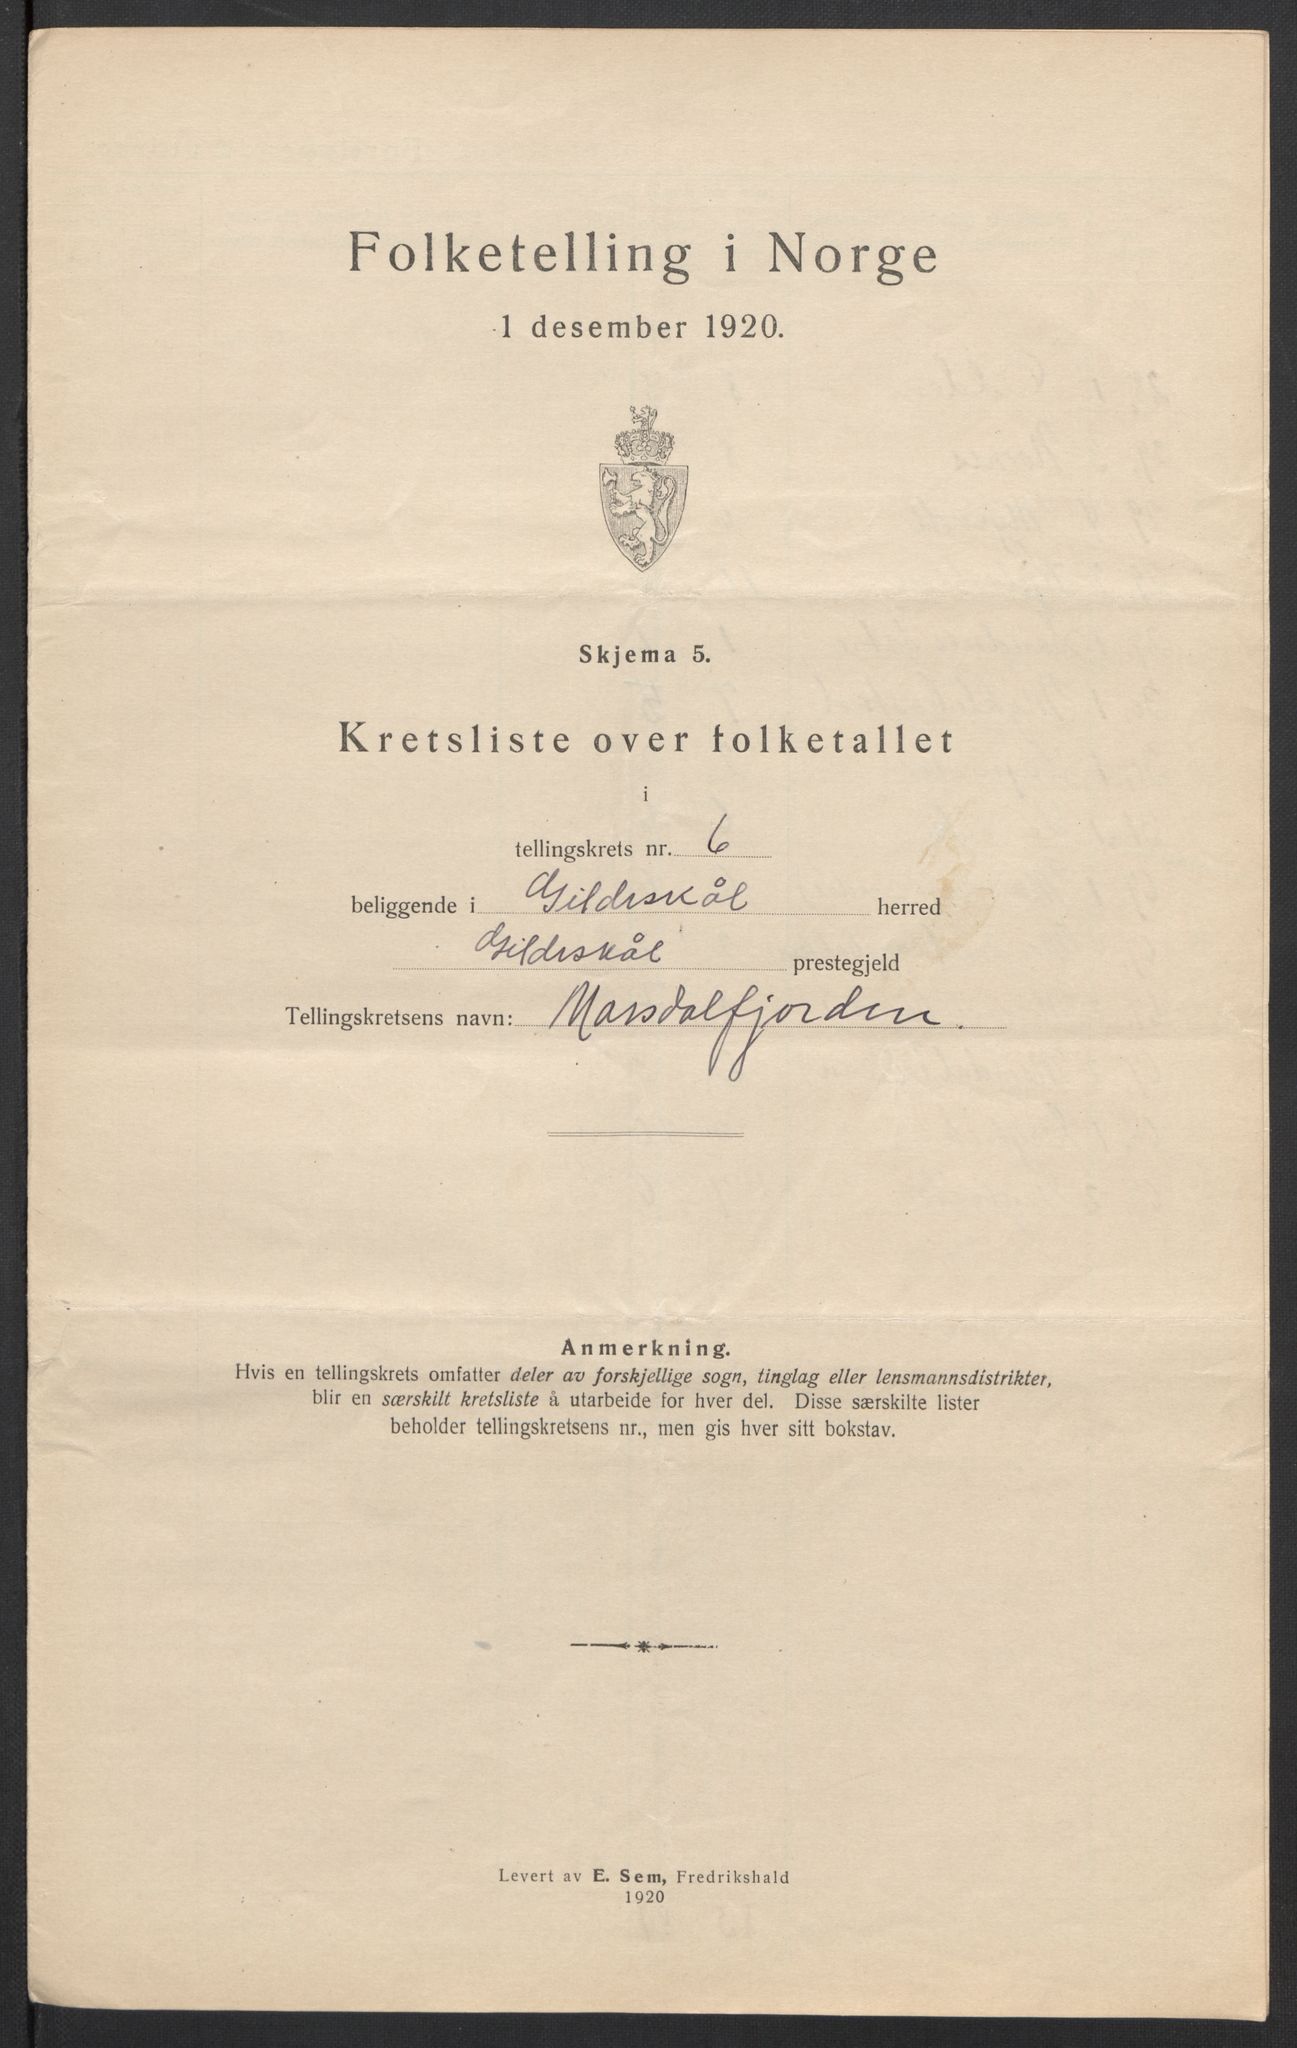 Folketelling i Norge
1 desember 1920.
Skjema 5.
Kretsliste over folketallet
i
tellingskrets nr. 6
beliggende i Gildeskål herred
Gildeskål prestegjeld
Tellingskretsens navn: Morsdalfjorden.
Anmerkning.
Hvis en tellingskrets omfatter deler av forskjellige sogn, tinglag eller lensmannsdistrikter,
blir en særskilt kretsliste å utarbeide for hver del. Disse særskilte lister
beholder tellingskretsens nr., men gis hver sitt bokstav.
Levert av E. Sem, Fredrikshald
1920